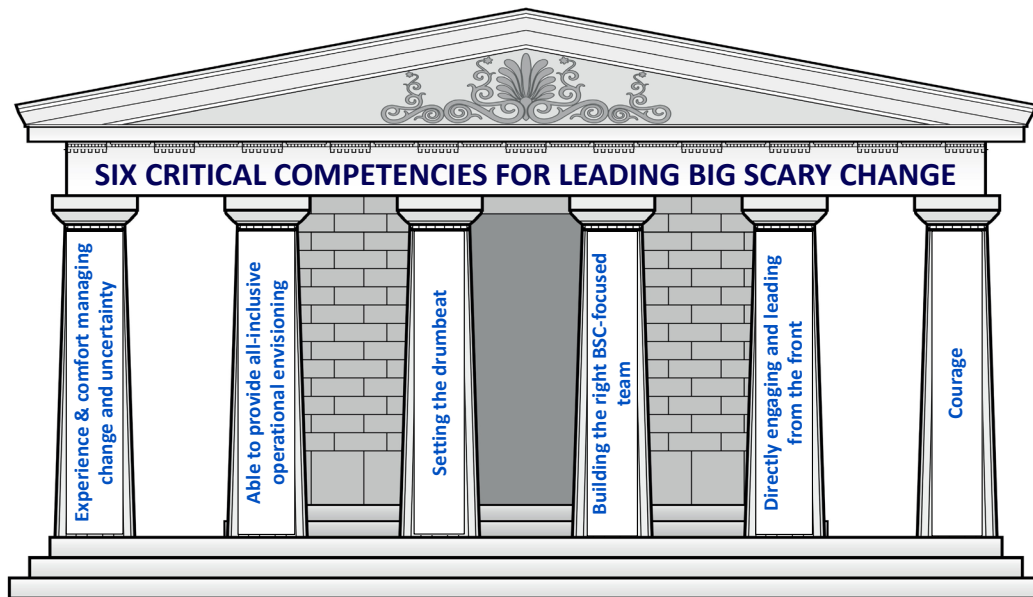 SIX CRITICAL COMPETENCIES FOR LEADING BIG SCARY CHANGE
Experience & comfort managing
change and uncertainty
Able to provide all-inclusive
operational envisioning
Setting the drumbeat
Building the right BSC-focused
team
Directly engaging and leading
from the front
Courage